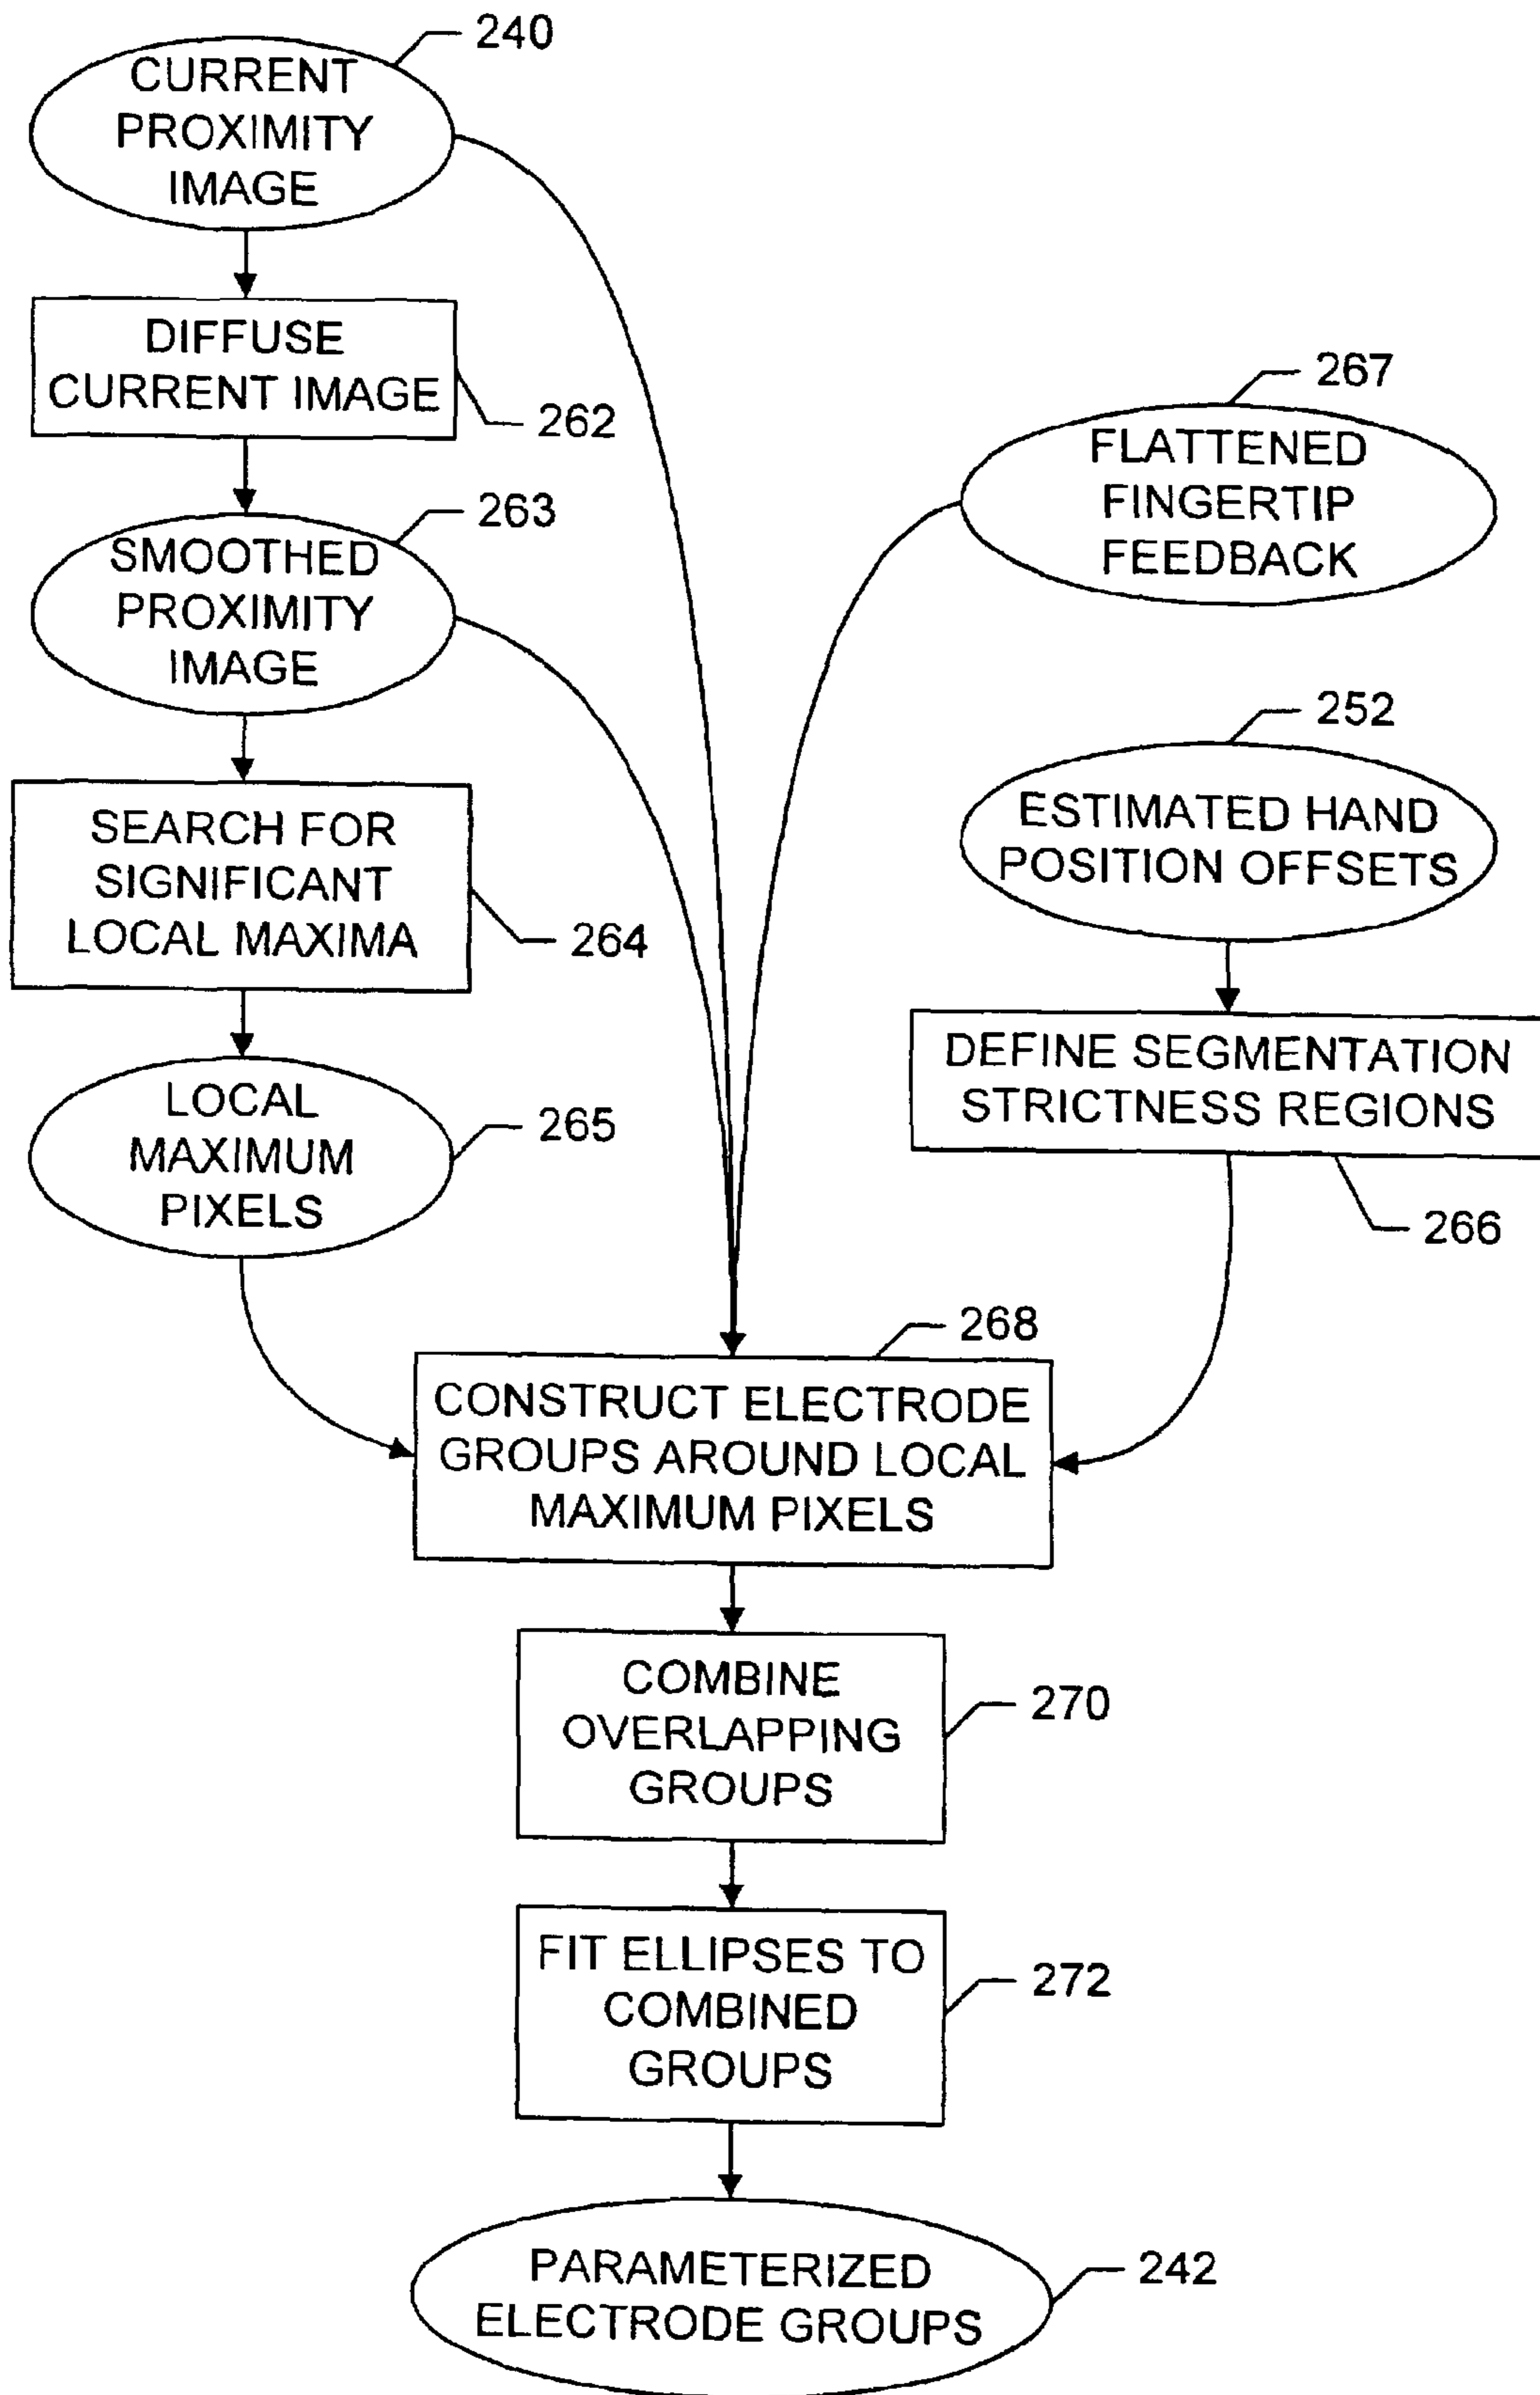 240
CURRENT
PROXIMITY
IMAGE
DIFFUSE
CURRENT IMAGE
262
267
FLATTENED
FINGERTIP
FEEDBACK
263
SMOOTHED
PROXIMITY
IMAGE
252
ESTIMATED HAND
POSITION OFFSETS
SEARCH FOR
SIGNIFICANT
LOCAL MAXIMA
264
DEFINE SEGMENTATION
STRICTNESS REGIONS
266
LOCAL
MAXIMUM
PIXELS
265
268
CONSTRUCT ELECTRODE
GROUPS AROUND LOCAL
MAXIMUM PIXELS
COMBINE
OVERLAPPING
GROUPS
270
FIT ELLIPSES TO
COMBINED
GROUPS
272
PARAMETERIZED
ELECTRODE GROUPS
242